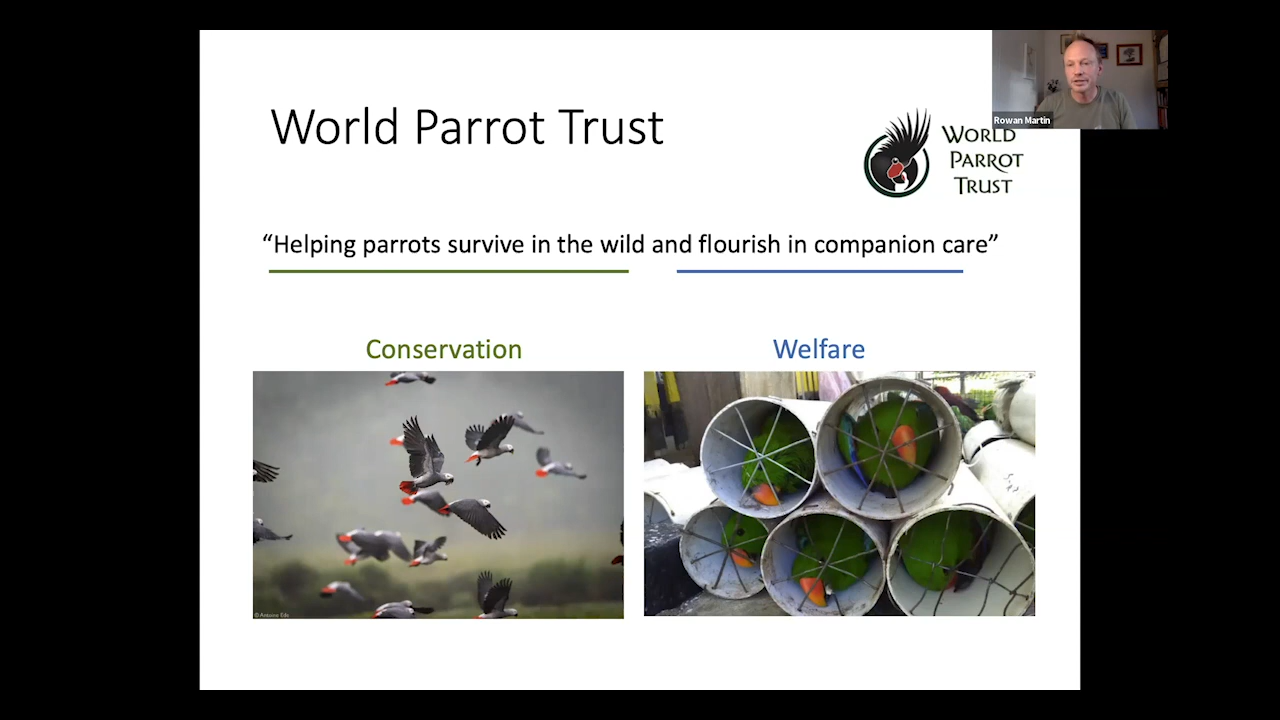 World Parrot Trust
Rowan Martin
WORLD
PARROT
TRUST
“Helping parrots survive in the wild and flourish in companion care”
Conservation
Welfare